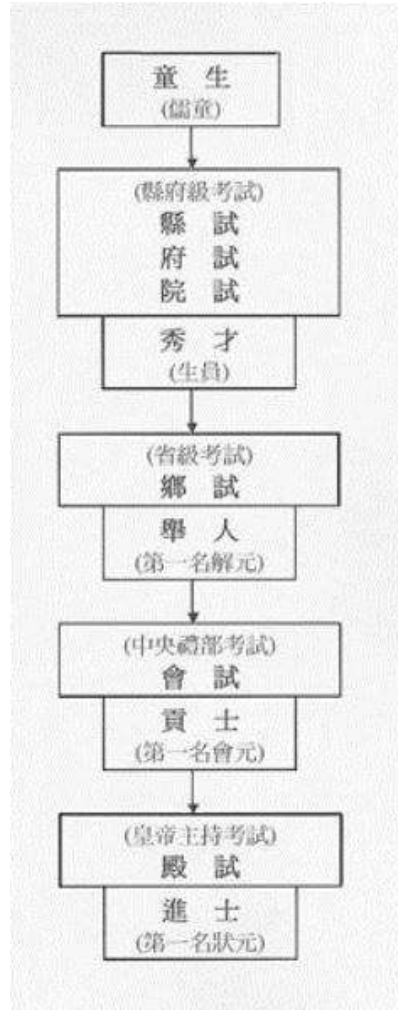 童生
(儒童)
(縣府級考試)
縣試
府試
院試
秀才
(生員)
(省級考試)
鄉試
舉人
(第一名解元)
(中央禮部考試)
會試
貢士
(第一名會元)
(皇帝主持考試)
殿試
進士
(第一名狀元)